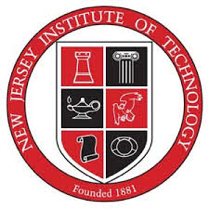 NEW JERSEY INSTITUTE OF TECHNOLOGY
Founded 1881